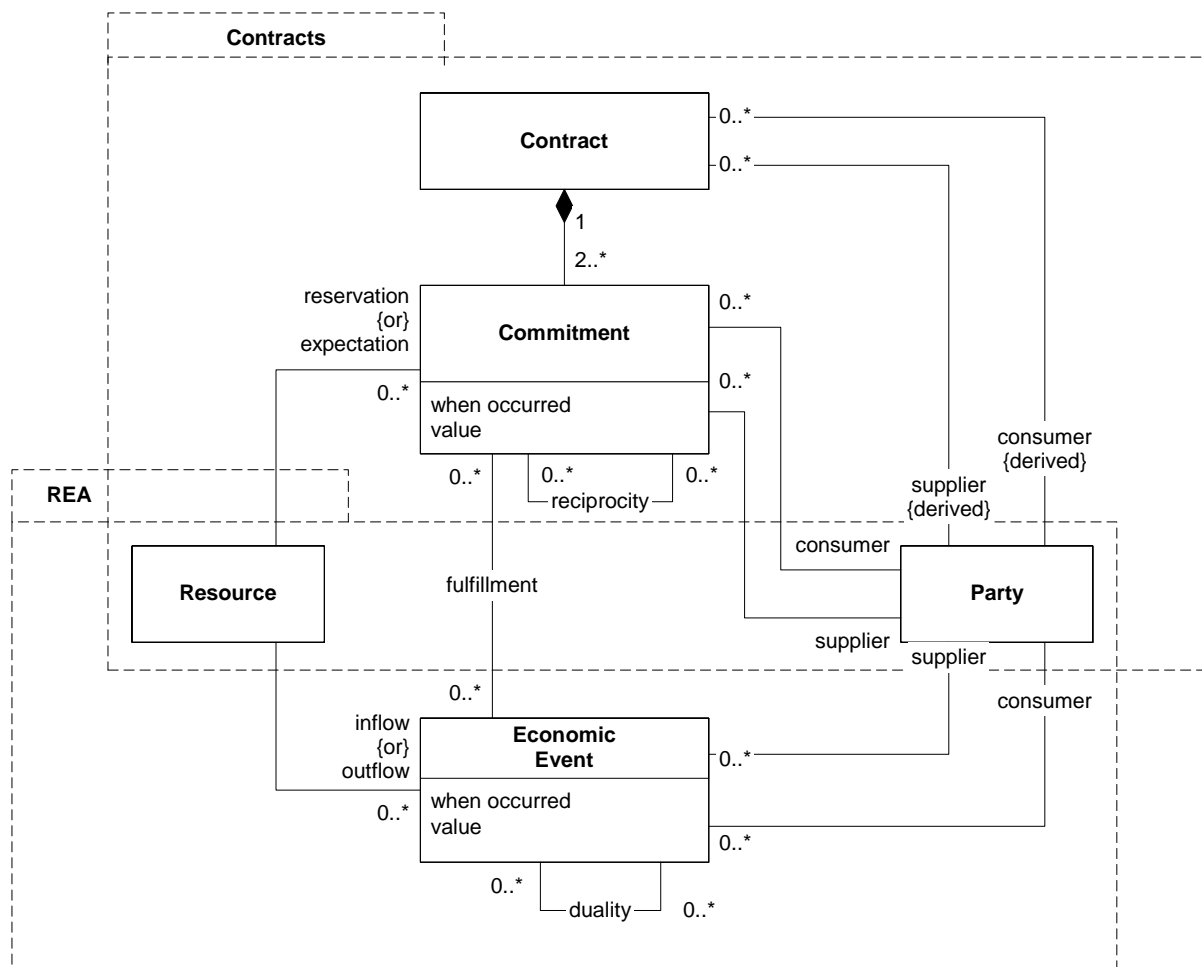 Contracts
Contract
0..*
0..*
1
2..*
reservation
{or}
expectation
0..*
Commitment
0..*
0..*
when occurred
value
0..*
0..*
0..*
reciprocity
consumer
{derived}
supplier
{derived}
REA
Resource
fulfillment
consumer
Party
supplier
supplier
consumer
0..*
inflow
{or}
outflow
0..*
Economic
Event
0..*
when occurred
value
0..*
0..*
duality
0..*